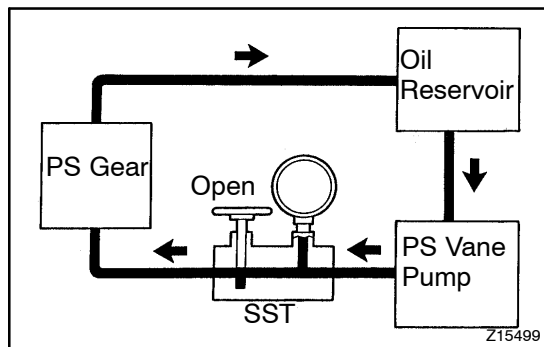 Oil
Reservoir
PS Gear
Open
PS Vane
Pump
SST
Z15499